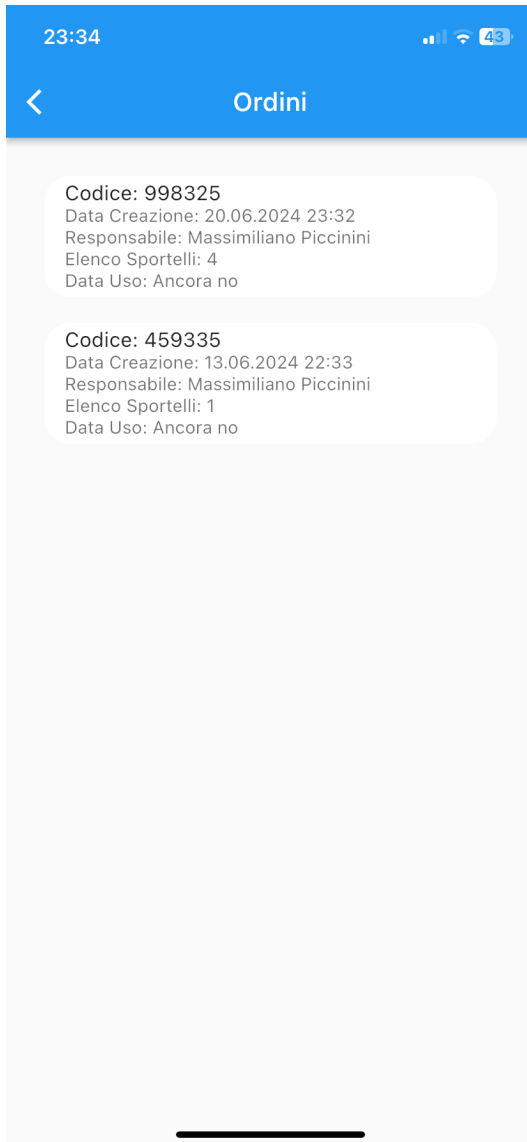 23:34
43
Ordini
Codice: 998325
Data Creazione: 20.06.2024 23:32
Responsabile: Massimiliano Piccinini
Elenco Sportelli: 4
Data Uso: Ancora no
Codice: 459335
Data Creazione: 13.06.2024 22:33
Responsabile: Massimiliano Piccinini
Elenco Sportelli: 1
Data Uso: Ancora no